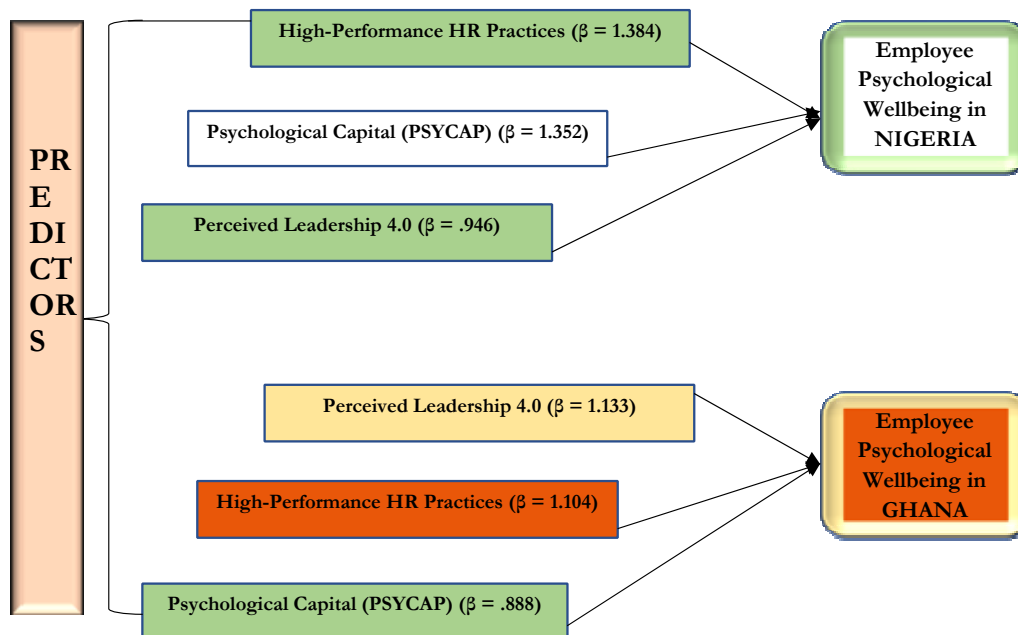 PR
E
DI
CT
OR
S
High-Performance HR Practices (β = 1.384)
Psychological Capital (PSYCAP) (β = 1.352)
Perceived Leadership 4.0 (β = .946)
Employee
Psychological
Wellbeing in
NIGERIA
Perceived Leadership 4.0 (β = 1.133)
High-Performance HR Practices (β = 1.104)
Psychological Capital (PSYCAP) (β = .888)
Employee
Psychological
Wellbeing in
GHANA